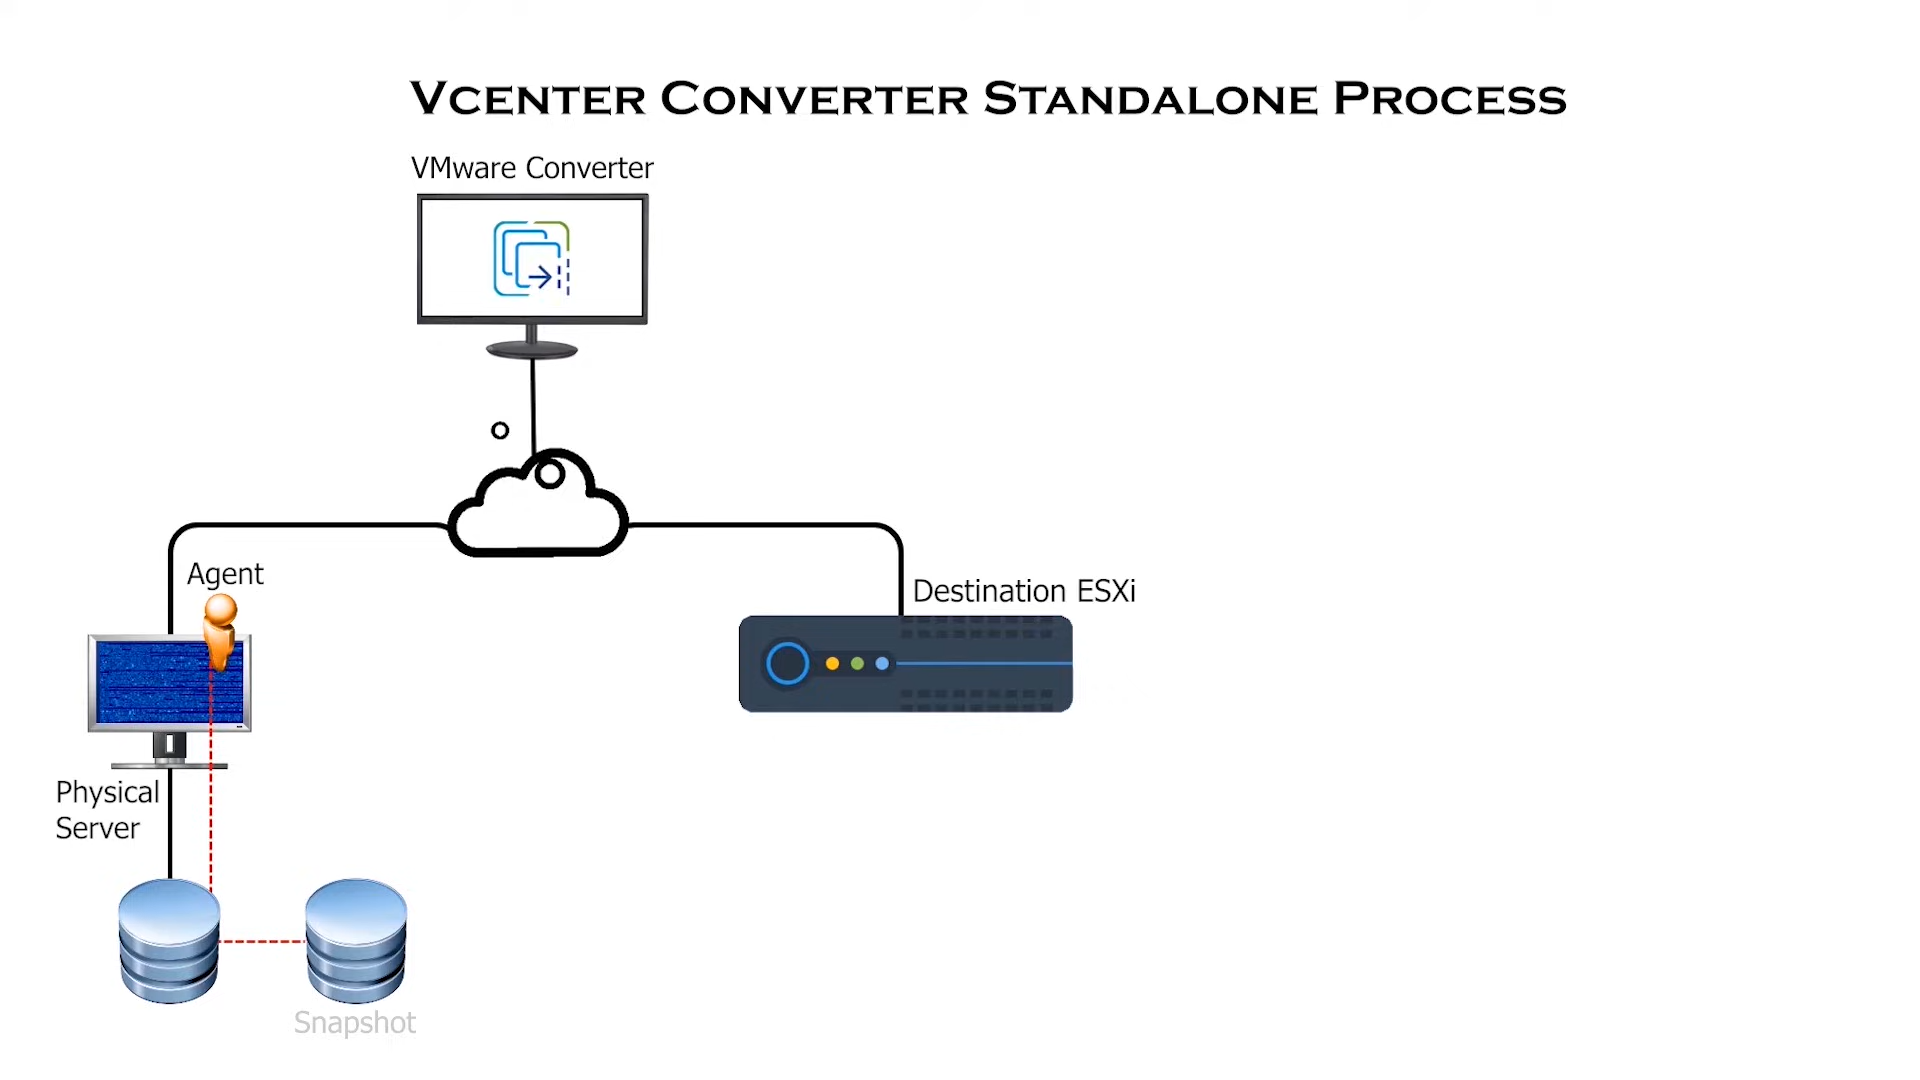 VCENTER CONVERTER STANDALONE PROCESS
VMware Converter
Agent
Destination ESXi
Physical
Server
Snapshot